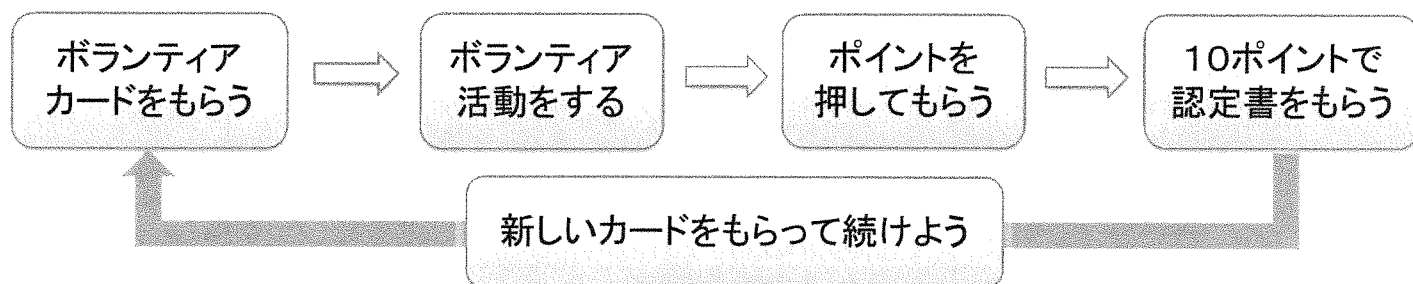 ボランティア
カードをもらう
ボランティア
活動をする
ポイントを
押してもらう
10ポイントで
認定書をもらう
新しいカードをもらって続けよう